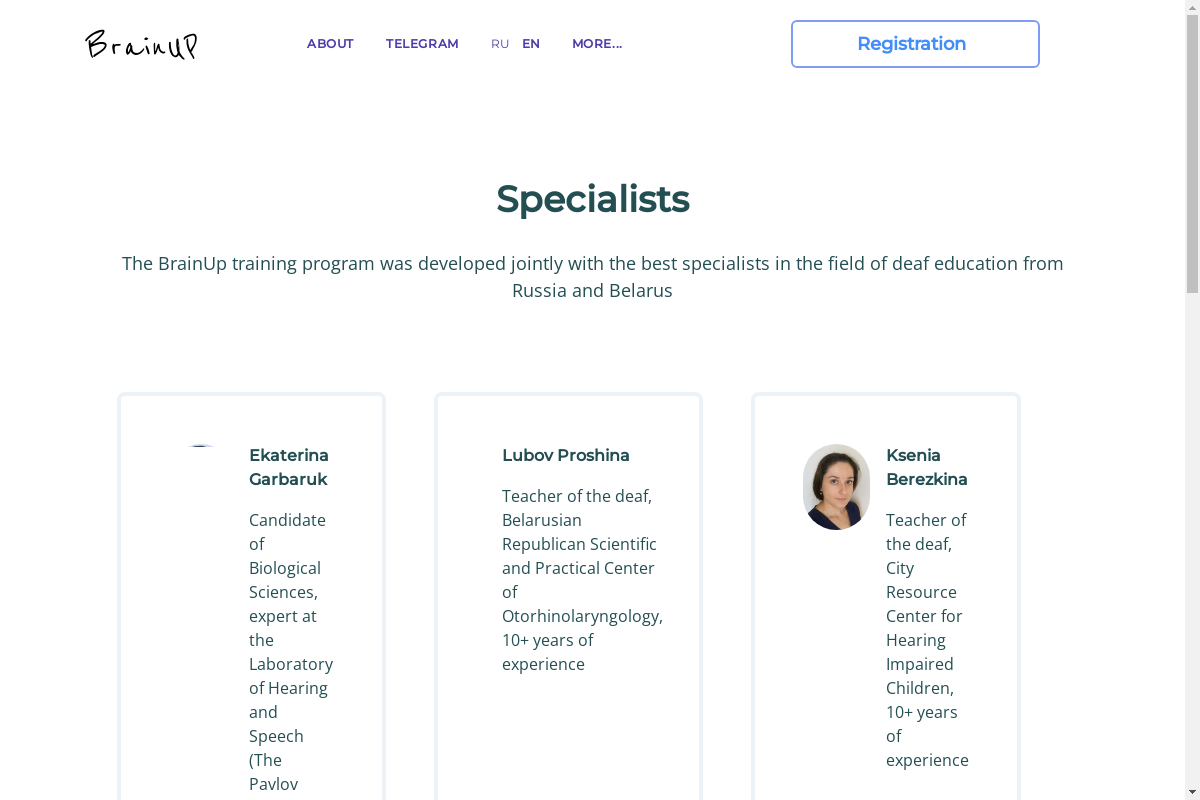 BrainUP
ABOUT
TELEGRAM
RU
EN
MORE...
Registration
Specialists
The BrainUp training program was developed jointly with the best specialists in the field of deaf education from
Russia and Belarus
Ekaterina
Garbaruk
Candidate
of
Biological
Sciences,
expert at
the
Laboratory
of Hearing
and
Speech
(The
Pavlov
Lubov Proshina
Teacher of the deaf,
Belarusian
Republican Scientific
and Practical Center
of
Otorhinolaryngology,
10+ years of
experience
Ksenia
Berezkina
Teacher of
the deaf,
City
Resource
Center for
Hearing
Impaired
Children,
10+ years
of
experience